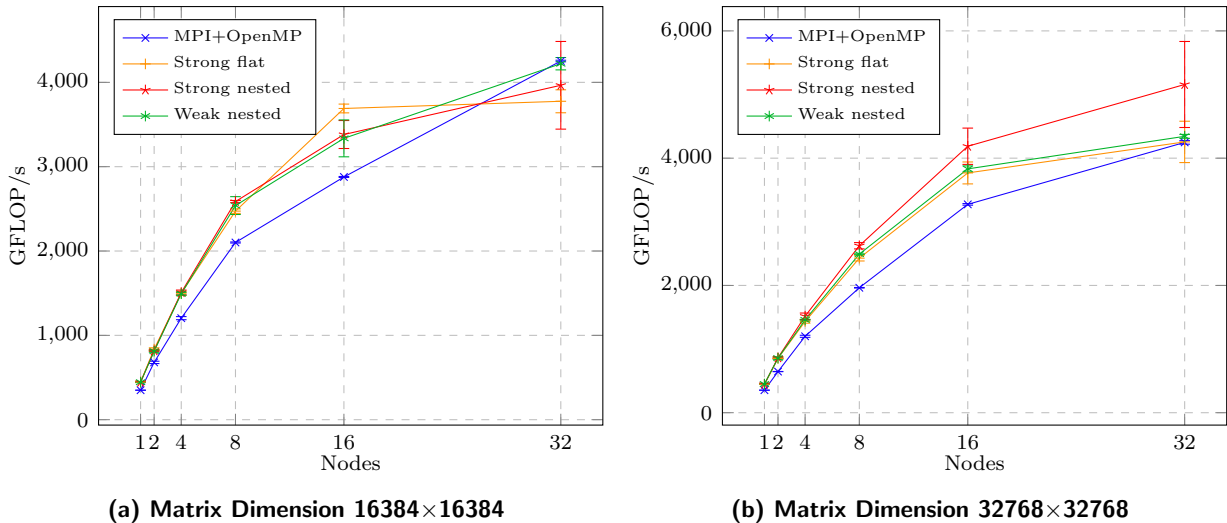 MPI+OpenMP
Strong flat
Strong nested
Weak nested
4,000
3,000
2,000
1,000
0
GFLOP/s
1 2 4 8 16 32
Nodes
(a) Matrix Dimension 16384×16384
MPI+OpenMP
Strong flat
Strong nested
Weak nested
6,000
4,000
2,000
0
GFLOP/s
1 2 4 8 16 32
Nodes
(b) Matrix Dimension 32768×32768